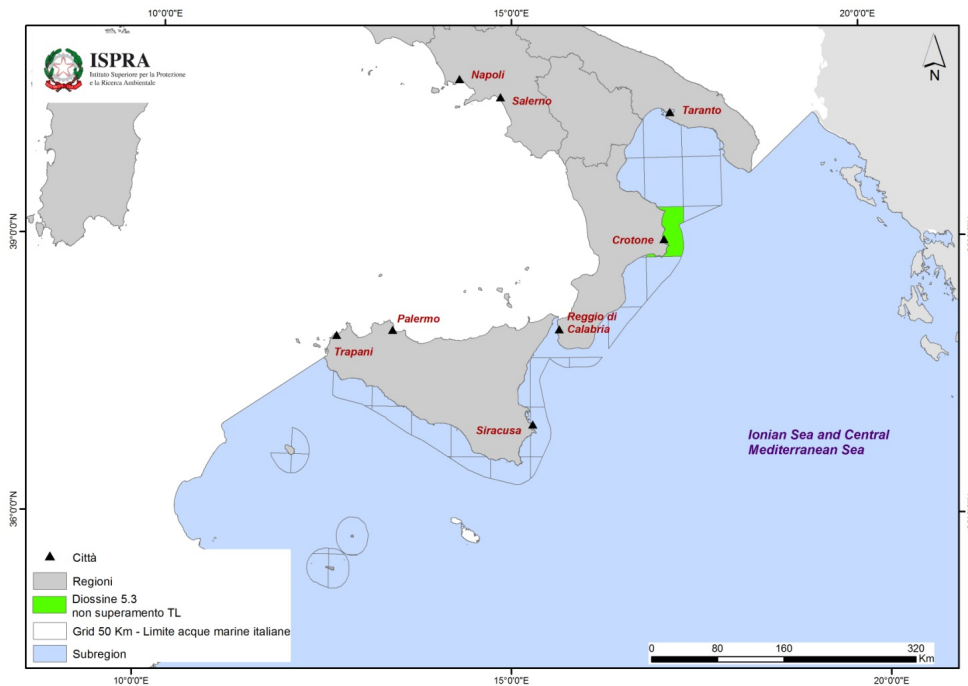 10°0'0"E
15°0'0"E
20°0'0"E
ISPRA
Istituto Superiore per la Protezione
e la Ricerca Ambientale
N
Napoli
Salerno
Taranto
39°0'0"N
Crotone
Palermo
Reggio di
Calabria
Trapani
Siracusa
Ionian Sea and Central
Mediterranean Sea
36°0'0"N
Città
Regioni
Diossine 5.3
non superamento TL
Grid 50 Km - Limite acque marine italiane
Subregion
0 80 160 320
Km
10°0'0"E
15°0'0"E
20°0'0"E